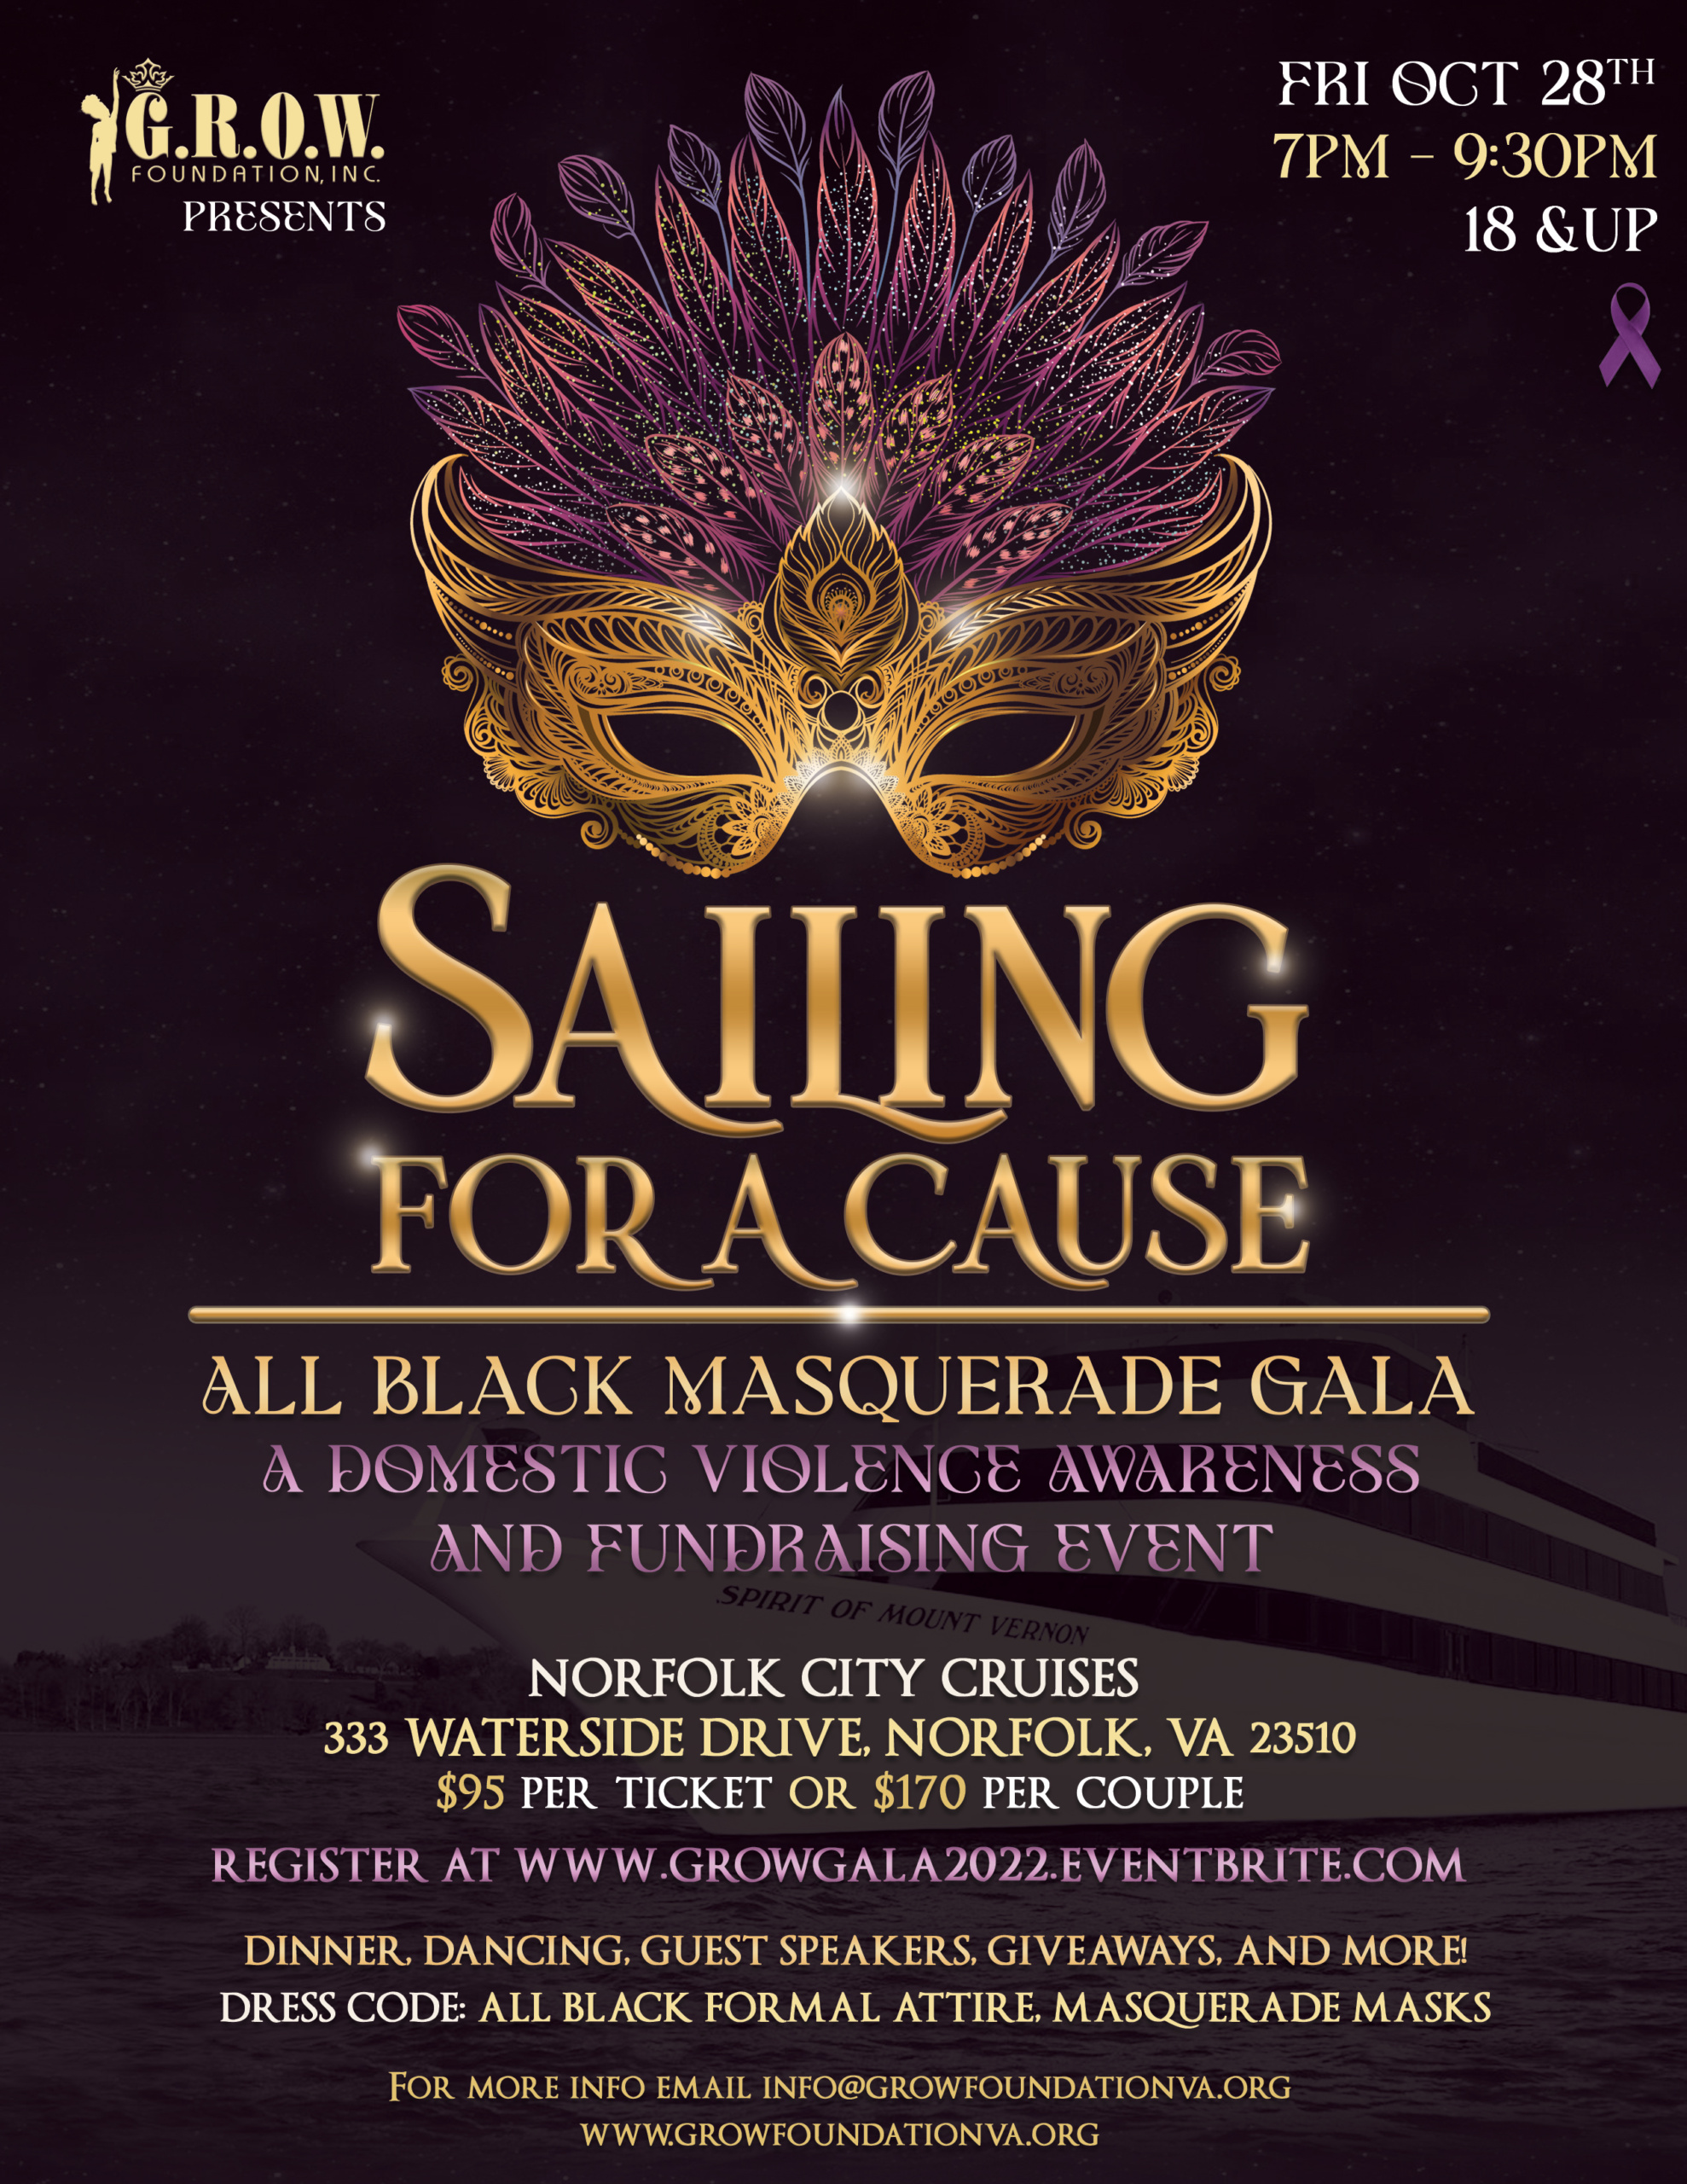 G.R.O.W.
FOUNDATION, INC.
PRESENTS
FRI OCT 28TH
7PM - 9:30PM
18 &UP
SAILING
FOR A CAUSE
ALL BLACK MASQUERADE GALA
A DOMESTIC VIOLENCE AWARENESS
AND FUNDRAISING EVENT
SPIRIT OF MOUNT VERNON
NORFOLK CITY CRUISES
333 WATERSIDE DRIVE, NORFOLK, VA 23510
$95 PER TICKET OR $170 PER COUPLE
REGISTER AT WWW.GROWGALA2022.EVENTBRITE.COM
DINNER, DANCING, GUEST SPEAKERS, GIVEAWAYS, AND MORE!
DRESS CODE: ALL BLACK FORMAL ATTIRE, MASQUERADE MASKS
FOR MORE INFO EMAIL INFO@GROWFOUNDATIONVA.ORG
WWW.GROWFOUNDATIONVA.ORG